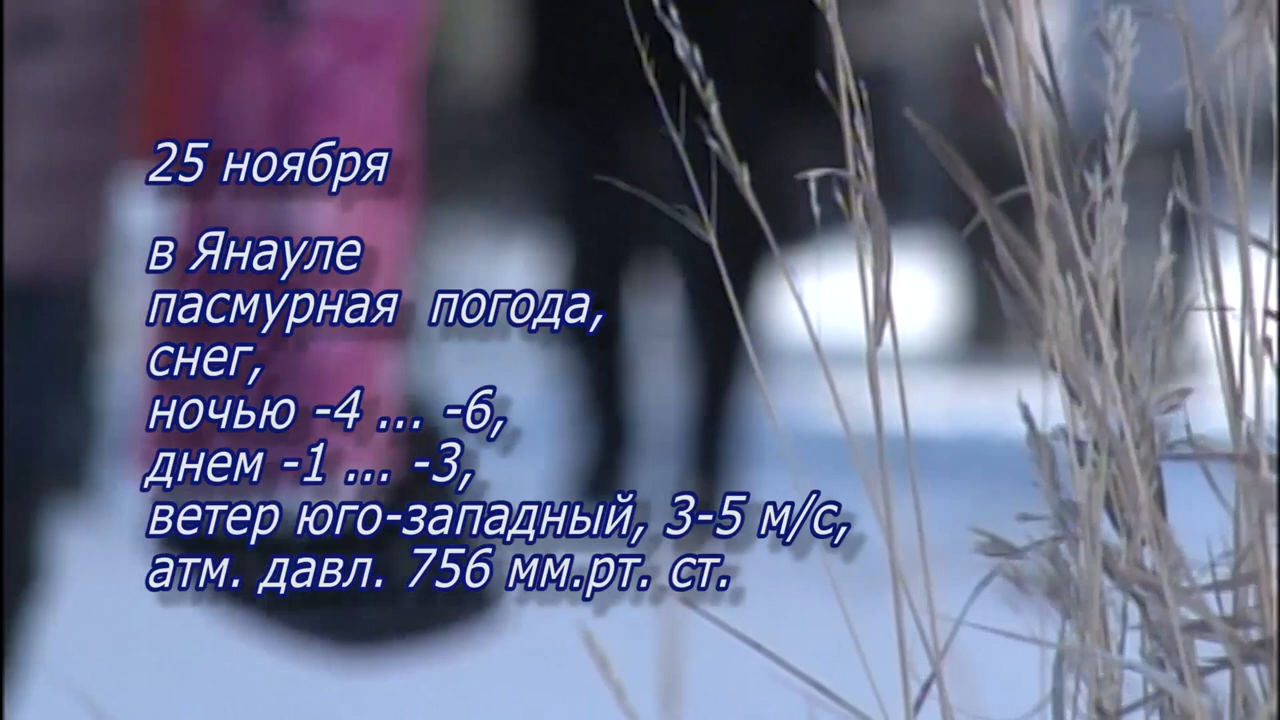 25 ноября
в Янауле
пасмурная погода,
снег,
ночью -4 ... -6,
днем -1 ... -3,
ветер юго-западный, 3-5 м/с,
атм. давл. 756 мм.рт. ст.